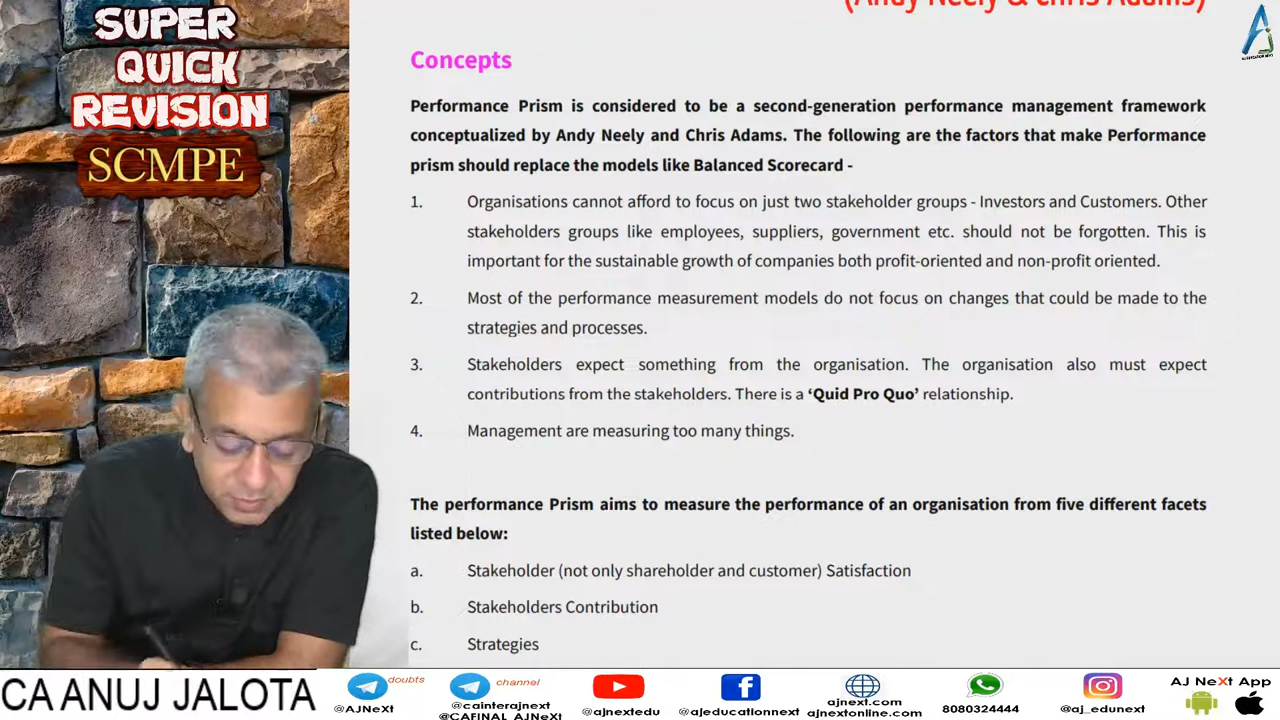 SUPER
QUICK
REVISION
SCMPE
(Andy Neely & Chris Adams)
Concepts
Performance Prism is considered to be a second-generation performance management framework
conceptualized by Andy Neely and Chris Adams. The following are the factors that make Performance
prism should replace the models like Balanced Scorecard -
1. Organisations cannot afford to focus on just two stakeholder groups - Investors and Customers. Other
stakeholders groups like employees, suppliers, government etc. should not be forgotten. This is
important for the sustainable growth of companies both profit-oriented and non-profit oriented.
2. Most of the performance measurement models do not focus on changes that could be made to the
strategies and processes.
3. Stakeholders expect something from the organisation. The organisation also must expect
contributions from the stakeholders. There is a ‘Quid Pro Quo’ relationship.
4. Management are measuring too many things.
The performance Prism aims to measure the performance of an organisation from five different facets
listed below:
a. Stakeholder (not only shareholder and customer) Satisfaction
b. Stakeholders Contribution
c. Strategies
CA ANUJ JALOTA
doubts
@AJNeXt
channel
@cainterajnext
@CAFINAL_AJNeXt
@ajnextedu
@ajeducationnext
ajnext.com
ajnextonline.com
8080324444
@aj_edunext
AJ NeXt App